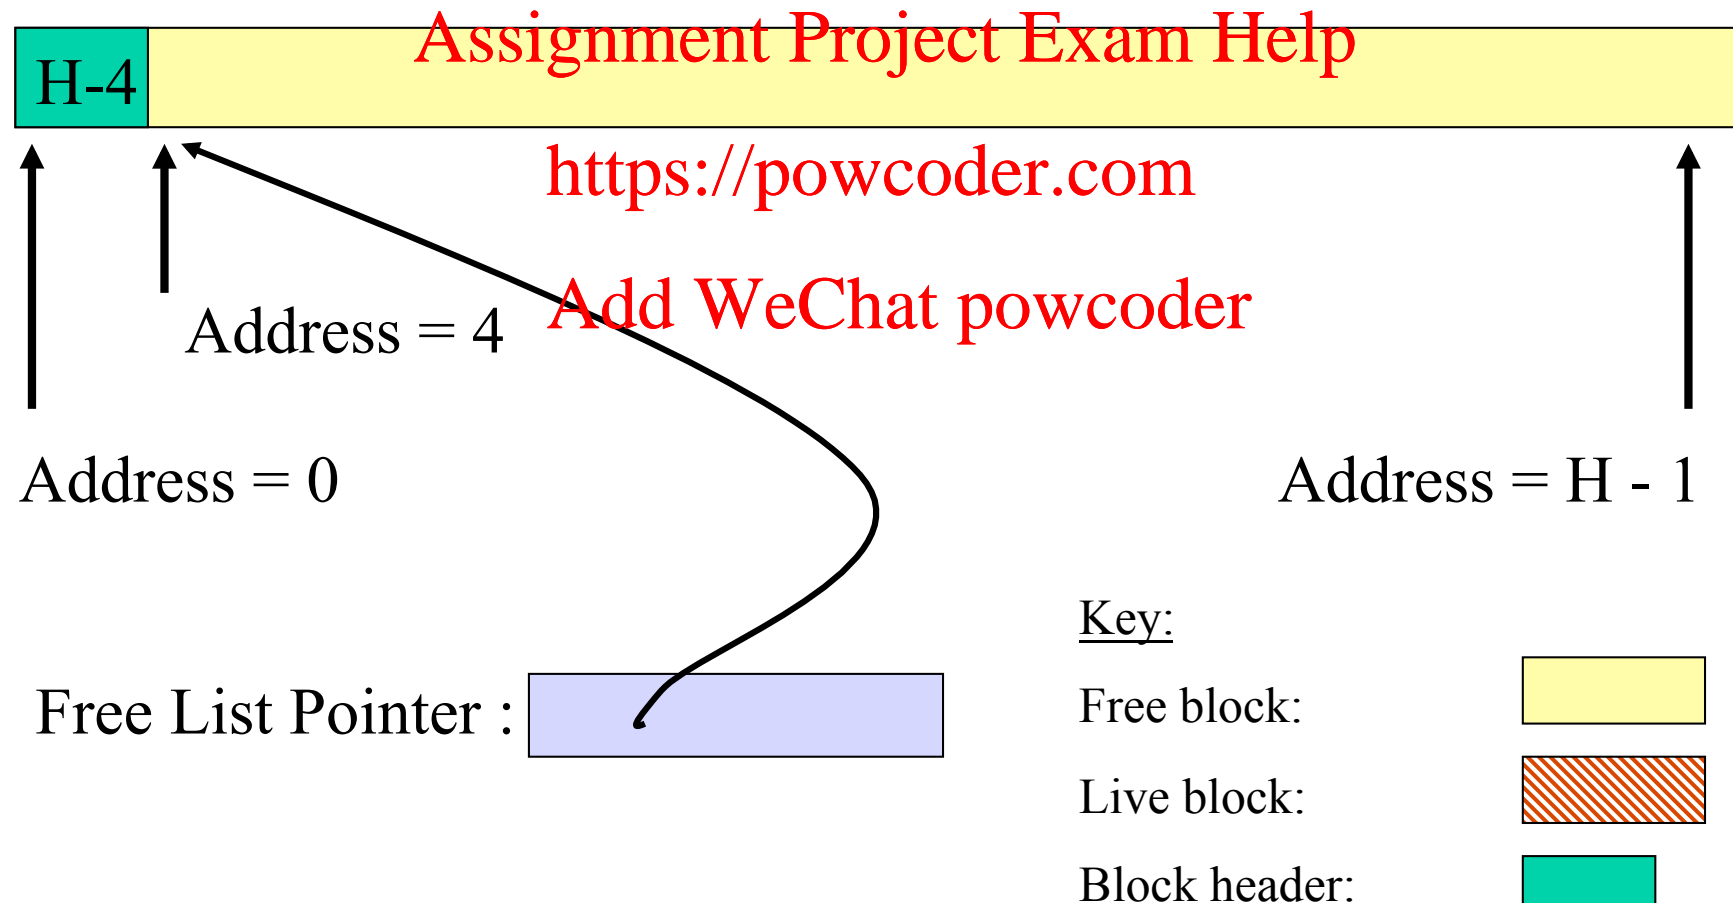 Assignment Project Exam Help
H-4
https://powcoder.com
Add WeChat powcoder
Address = 4
Address = 0
Address = H - 1
Key:
Free List Pointer :
Free block:
Live block:
Block header: